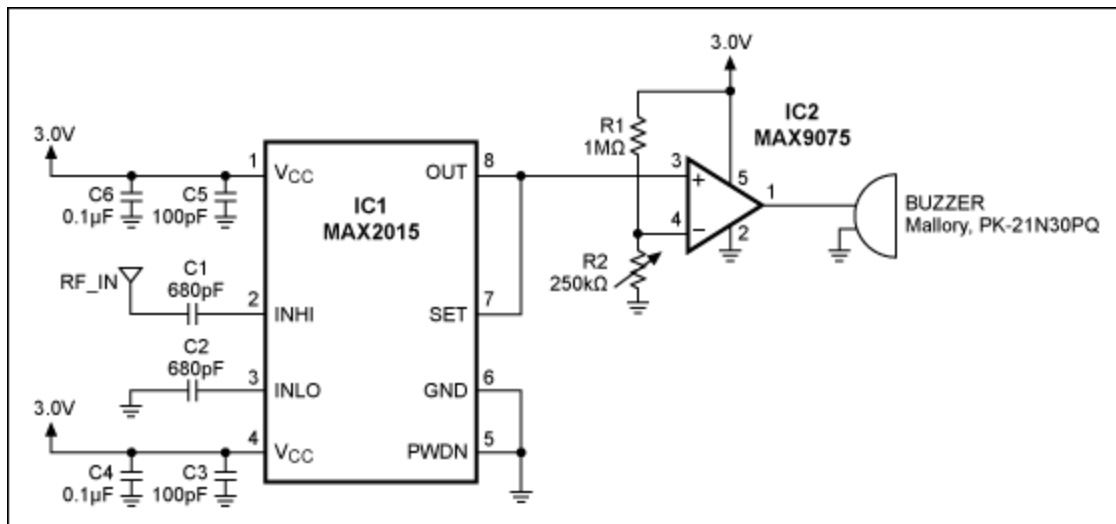 3.0V
R1
1MΩ
IC2
MAX9075
3.0V
C6
0.1µF
C5
100pF
1
VCC
OUT
8
IC1
MAX2015
3
+
5
1
4
−
2
BUZZER
Mallory, PK-21N30PQ
R2
250kΩ
RF_IN
C1
680pF
2
INHI
SET
7
C2
680pF
3
INLO
GND
6
3.0V
4
VCC
PWDN
5
C4
0.1µF
C3
100pF